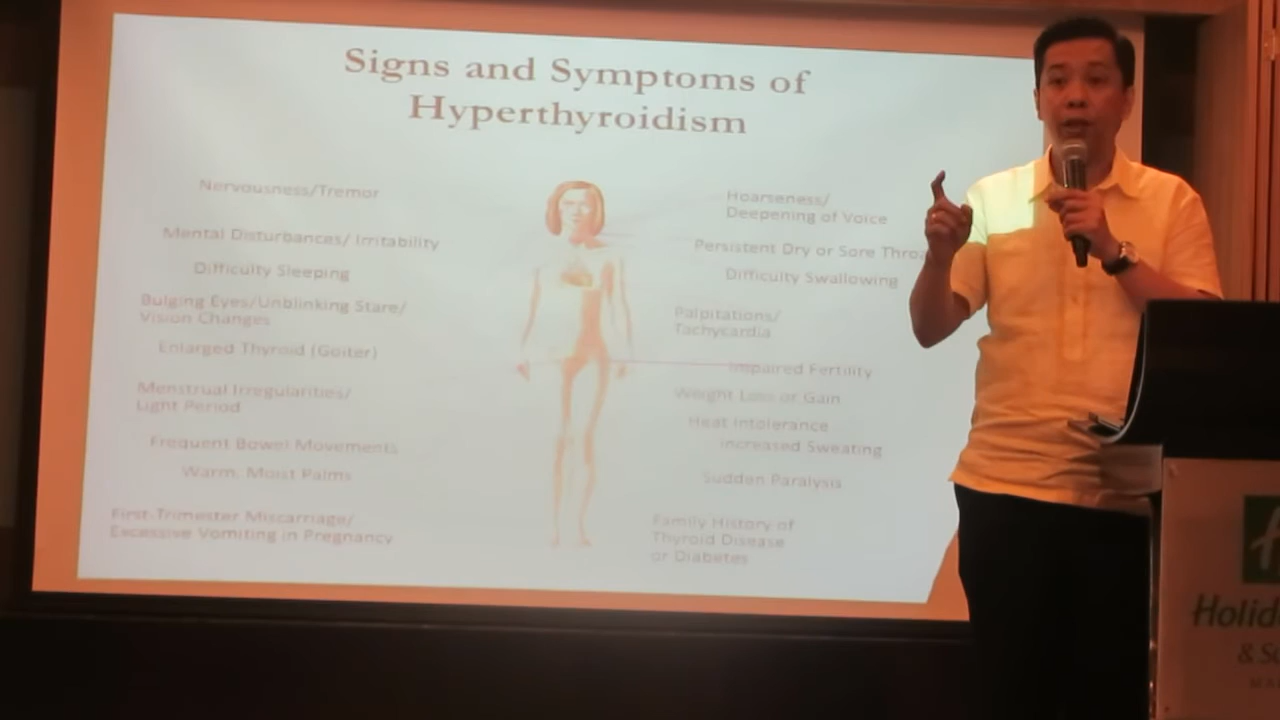 Signs and Symptoms of
Hyperthyroidism
Nervousness/Tremor
Mental Disturbances/ Irritability
Difficulty Sleeping
Bulging Eyes/Unblinking Stare/
Vision Changes
Enlarged Thyroid (Goiter)
Menstrual Irregularities/
Light Period
Frequent Bowel Movements
Warm, Moist Palms
First-Trimester Miscarriage/
Excessive Vomiting in Pregnancy
Hoarseness/
Deepening of Voice
Persistent Dry or Sore Throa
Difficulty Swallowing
Palpitations/
Tachycardia
Impaired Fertility
Weight Loss or Gain
Heat Intolerance
Increased Sweating
Sudden Paralysis
Family History of
Thyroid Disease
or Diabetes
H
Holid
& S